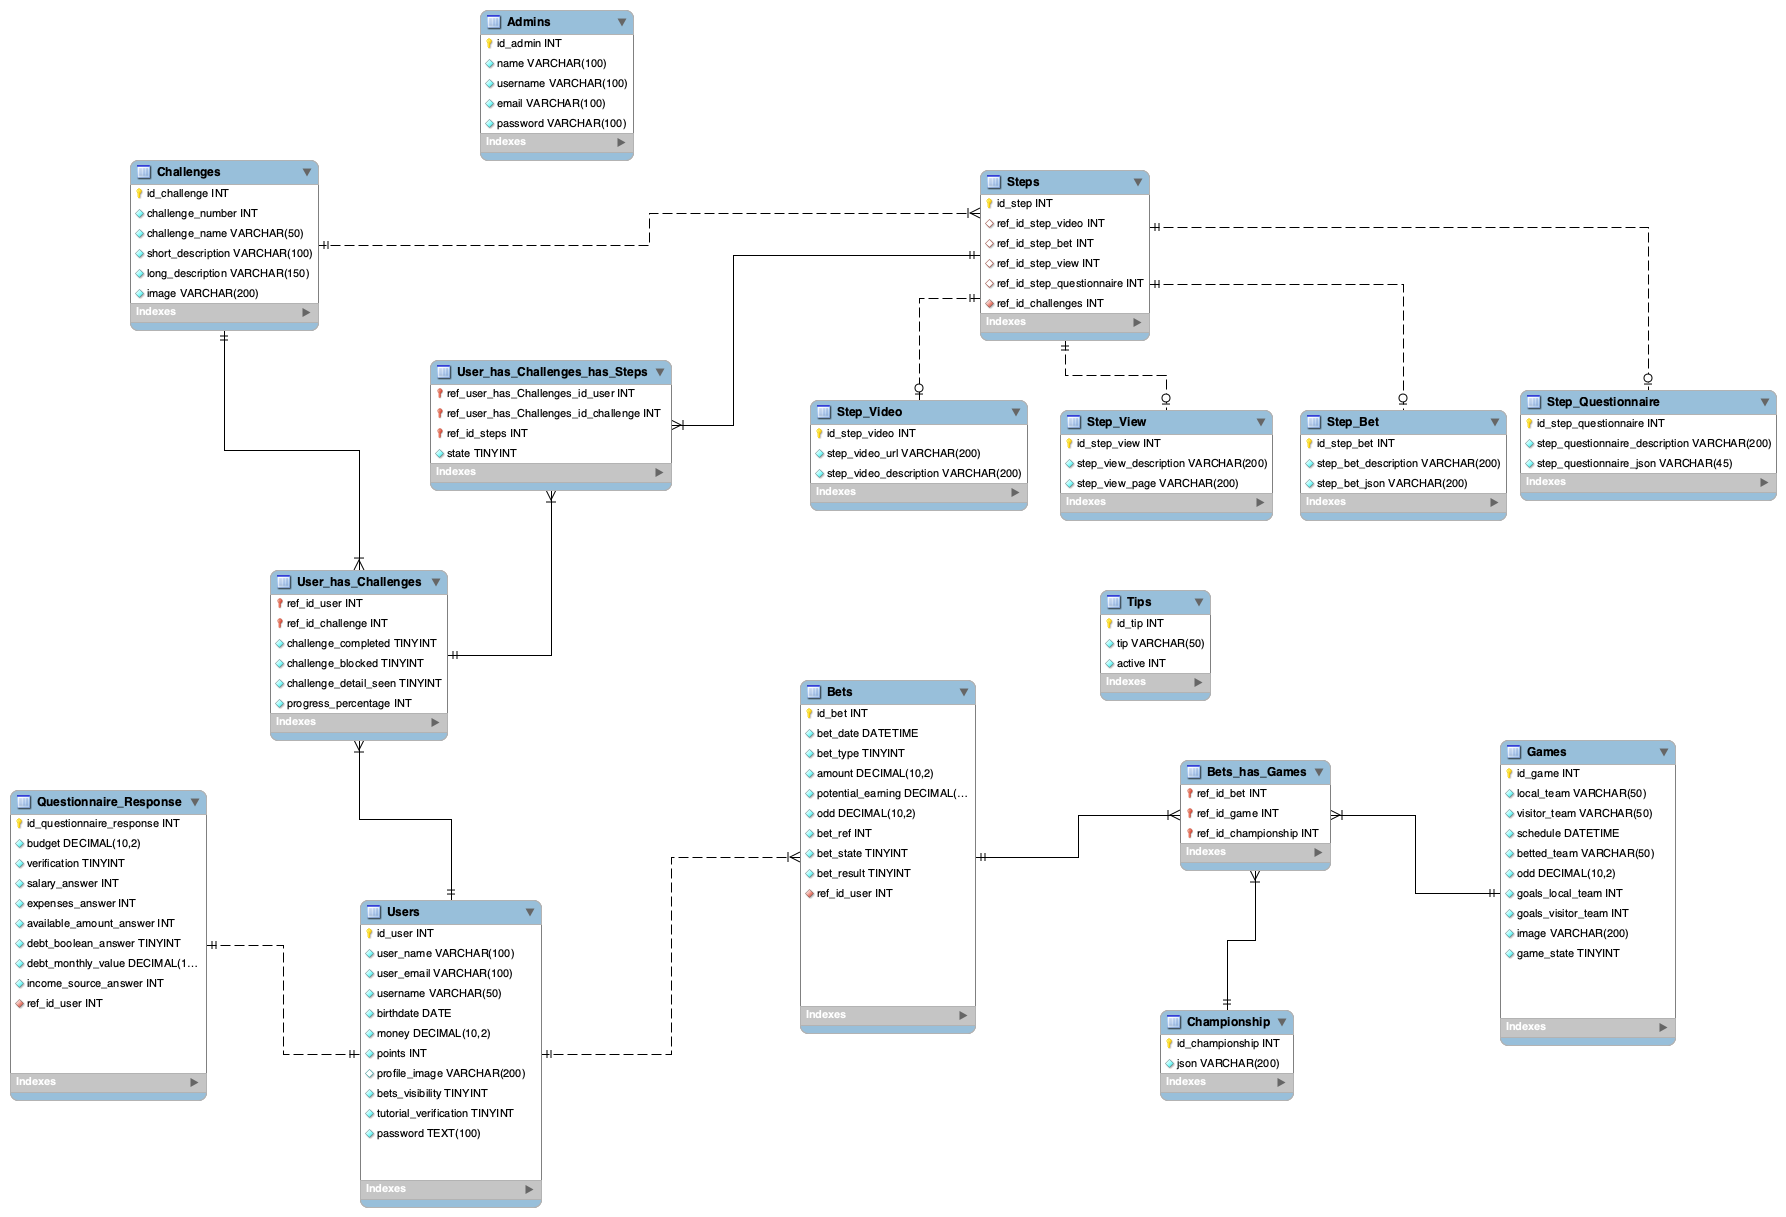 Admins
id_admin INT
name VARCHAR(100)
username VARCHAR(100)
email VARCHAR(100)
password VARCHAR(100)
Indexes
Challenges
id_challenge INT
challenge_number INT
challenge_name VARCHAR(50)
short_description VARCHAR(100)
long_description VARCHAR(150)
image VARCHAR(200)
Indexes
Steps
id_step INT
ref_id_step_video INT
ref_id_step_bet INT
ref_id_step_view INT
ref_id_step_questionnaire INT
ref_id_challenges INT
Indexes
User_has_Challenges_has_Steps
ref_user_has_Challenges_id_user INT
ref_user_has_Challenges_id_challenge INT
ref_id_steps INT
state TINYINT
Indexes
Step_Video
id_step_video INT
step_video_url VARCHAR(200)
step_video_description VARCHAR(200)
Indexes
Step_View
id_step_view INT
step_view_description VARCHAR(200)
step_view_page VARCHAR(200)
Indexes
Step_Bet
id_step_bet INT
step_bet_description VARCHAR(200)
step_bet_json VARCHAR(200)
Indexes
Step_Questionnaire
id_step_questionnaire INT
step_questionnaire_description VARCHAR(200)
step_questionnaire_json VARCHAR(45)
Indexes
User_has_Challenges
ref_id_user INT
ref_id_challenge INT
challenge_completed TINYINT
challenge_blocked TINYINT
challenge_detail_seen TINYINT
progress_percentage INT
Indexes
Tips
id_tip INT
tip VARCHAR(50)
active INT
Indexes
Bets
id_bet INT
bet_date DATETIME
bet_type TINYINT
amount DECIMAL(10,2)
potential_earning DECIMAL(...
odd DECIMAL(10,2)
bet_ref INT
bet_state TINYINT
bet_result TINYINT
ref_id_user INT
Indexes
Bets_has_Games
ref_id_bet INT
ref_id_game INT
ref_id_championship INT
Indexes
Games
id_game INT
local_team VARCHAR(50)
visitor_team VARCHAR(50)
schedule DATETIME
betted_team VARCHAR(50)
odd DECIMAL(10,2)
goals_local_team INT
goals_visitor_team INT
image VARCHAR(200)
game_state TINYINT
Indexes
Questionnaire_Response
id_questionnaire_response INT
budget DECIMAL(10,2)
verification TINYINT
salary_answer INT
expenses_answer INT
available_amount_answer INT
debt_boolean_answer TINYINT
debt_monthly_value DECIMAL(1...
income_source_answer INT
ref_id_user INT
Indexes
Users
id_user INT
user_name VARCHAR(100)
user_email VARCHAR(100)
username VARCHAR(50)
birthdate DATE
money DECIMAL(10,2)
points INT
profile_image VARCHAR(200)
bets_visibility TINYINT
tutorial_verification TINYINT
password TEXT(100)
Indexes
Championship
id_championship INT
json VARCHAR(200)
Indexes